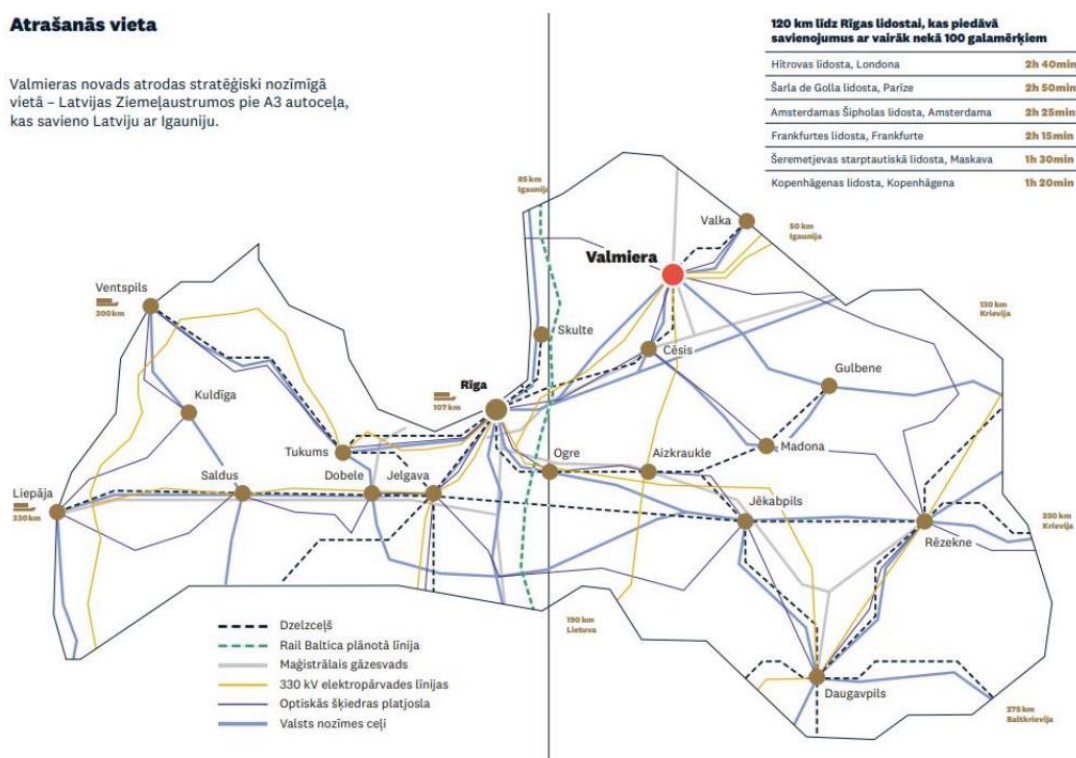 Atrašanās vieta
Valmieras novads atrodas stratēģiski nozīmīgā
vietā – Latvijas Ziemeļaustrumos pie A3 autoceļa,
kas savieno Latviju ar Igauniju.
120 km līdz Rīgas lidostai, kas piedāvā
savienojumus ar vairāk nekā 100 galamērķiem
Hītrovas lidosta, Londona 2h 40min
Šarla de Golla lidosta, Parīze 2h 50min
Amsterdamas Šipholas lidosta, Amsterdama 2h 25min
Frankfurtes lidosta, Frankfurte 2h 15min
Šeremetjevas starptautiskā lidosta, Maskava 1h 30min
Kopenhāgenas lidosta, Kopenhāgena 1h 20min
85 km
Igaunija
Valka
50 km
Igaunija
Valmiera
Ventspils
300 km
130 km
Krievija
Skulte
Cēsis
Gulbene
Rīga
107 km
Kuldīga
Tukums
Ogre
Aizkraukle
Madona
Liepāja
330 km
Saldus
Dobele
Jelgava
Jēkabpils
Rēzekne
250 km
Krievija
190 km
Lietuva
Daugavpils
275 km
Baltkrievija
Dzelzceļš
Rail Baltica plānotā līnija
Maģistrālais gāzesvads
330 kV elektropārvades līnijas
Optiskās šķiedras platjosla
Valsts nozīmes ceļi